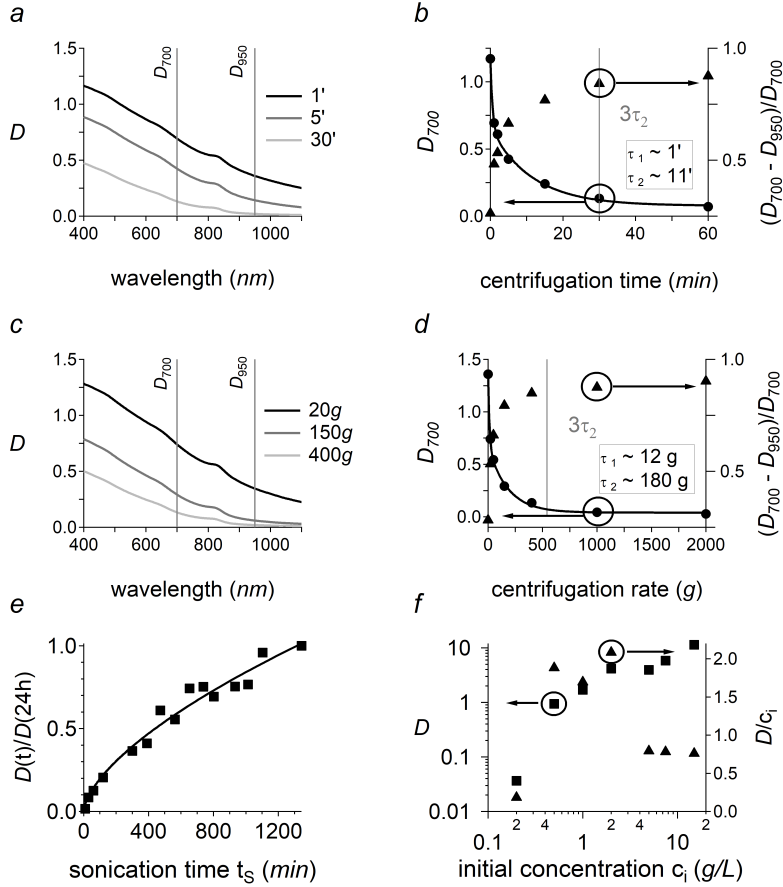 a
D700
D950
1'
5'
30'
1.5
1.0
0.5
0.0
D
400 600 800 1000
wavelength (nm)
b
1.0
0.5
0.0
D700
3τ2
τ1 ~ 1'
τ2 ~ 11'
1.0
0.5
(D700 - D950)/D700
0 20 40 60
centrifugation time (min)
c
D700
D950
20g
150g
400g
1.5
1.0
0.5
0.0
D
400 600 800 1000
wavelength (nm)
d
1.5
1.0
0.5
0.0
D700
3τ2
τ1 ~ 12 g
τ2 ~ 180 g
1.0
0.5
(D700 - D950)/D700
0 500 1000 1500 2000
centrifugation rate (g)
e
1.0
0.5
0.0
D(t)/D(24h)
0 400 800 1200
sonication time tS (min)
f
10
1
0.1
0.01
D
2.0
1.5
1.0
0.5
0.0
D/ci
2 4 2 4 2
0.1 1 10
initial concentration ci (g/L)